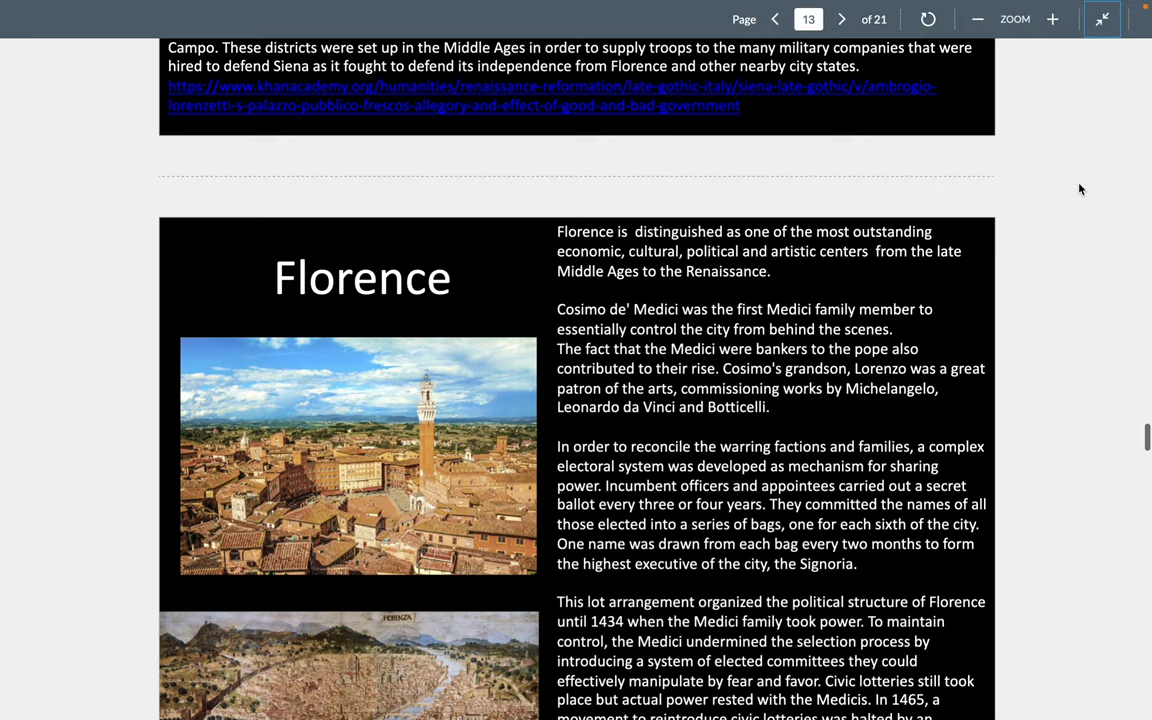 Page
13
of 21
ZOOM
Campo. These districts were set up in the Middle Ages in order to supply troops to the many military companies that were
hired to defend Siena as it fought to defend its independence from Florence and other nearby city states.
https://www.khanacademy.org/humanities/renaissance-reformation/late-gothic-italy/siena-late-gothic/v/ambrogio-
lorenzetti-s-palazzo-pubblico-frescos-allegory-and-effect-of-good-and-bad-government
Florence
Florence is  distinguished as one of the most outstanding
economic, cultural, political and artistic centers  from the late
Middle Ages to the Renaissance.
Cosimo de' Medici was the first Medici family member to
essentially control the city from behind the scenes.
The fact that the Medici were bankers to the pope also
contributed to their rise. Cosimo's grandson, Lorenzo was a great
patron of the arts, commissioning works by Michelangelo,
Leonardo da Vinci and Botticelli.
In order to reconcile the warring factions and families, a complex
electoral system was developed as mechanism for sharing
power. Incumbent officers and appointees carried out a secret
ballot every three or four years. They committed the names of all
those elected into a series of bags, one for each sixth of the city.
One name was drawn from each bag every two months to form
the highest executive of the city, the Signoria.
This lot arrangement organized the political structure of Florence
until 1434 when the Medici family took power. To maintain
control, the Medici undermined the selection process by
introducing a system of elected committees they could
effectively manipulate by fear and favor. Civic lotteries still took
place but actual power rested with the Medicis. In 1465, a
movement to reintroduce civic lotteries was halted by an
FIORENZA